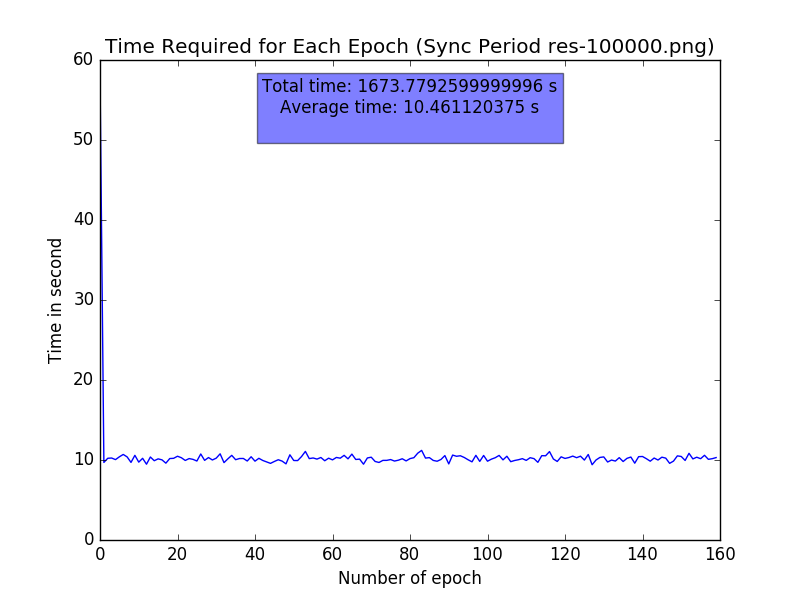 Time Required for Each Epoch (Sync Period res-100000.png)
Total time: 1673.7792599999996 s
Average time: 10.461120375 s
60
50
40
30
20
10
0
Time in second
0 20 40 60 80 100 120 140 160
Number of epoch